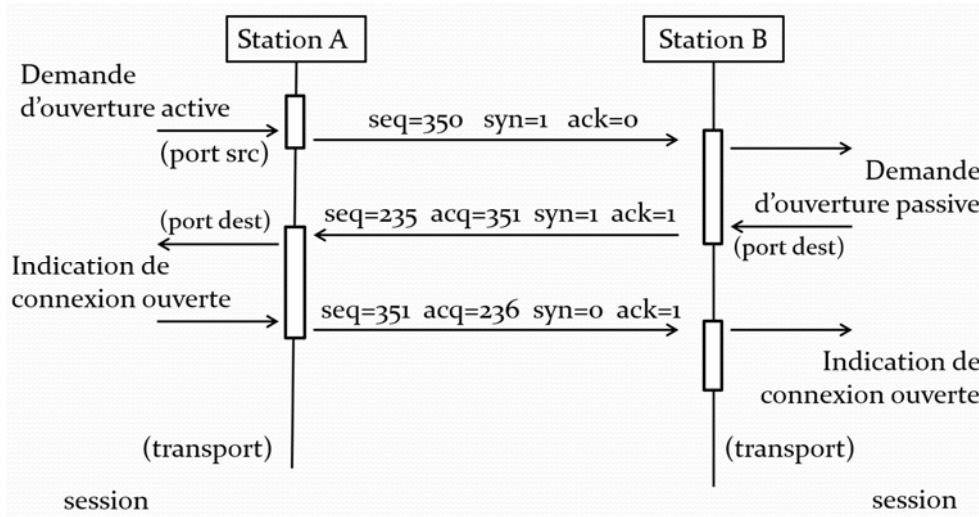 Station A
Station B
Demande
d'ouverture active
(port src)
seq=350 syn=1 ack=0
Demande
d'ouverture passive
(port dest)
seq=235 acq=351 syn=1 ack=1
(port dest)
Indication de
connexion ouverte
seq=351 acq=236 syn=0 ack=1
Indication de
connexion ouverte
(transport)
(transport)
session
session